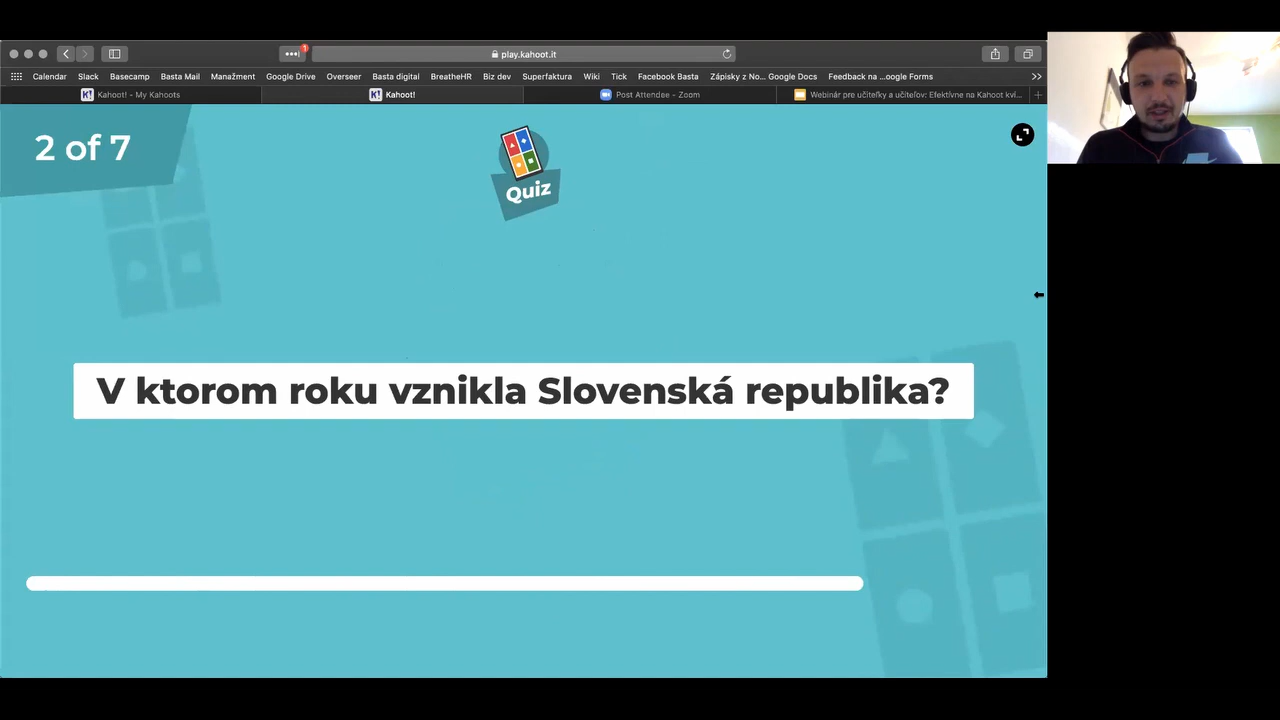 play.kahoot.it
1
Calendar Slack Basecamp Basta Mail Manažment Google Drive Overseer Basta digital BreatheHR Biz dev Superfaktura Wiki Tick Facebook Basta Zápisky z No... Google Docs Feedback na ...oogle Forms
K! Kahoot! - My Kahoots K! Kahoot! Post Attendee - Zoom Webinár pre učiteľky a učiteľov: Efektívne na Kahoot kví...
2 of 7
Quiz
V ktorom roku vznikla Slovenská republika?